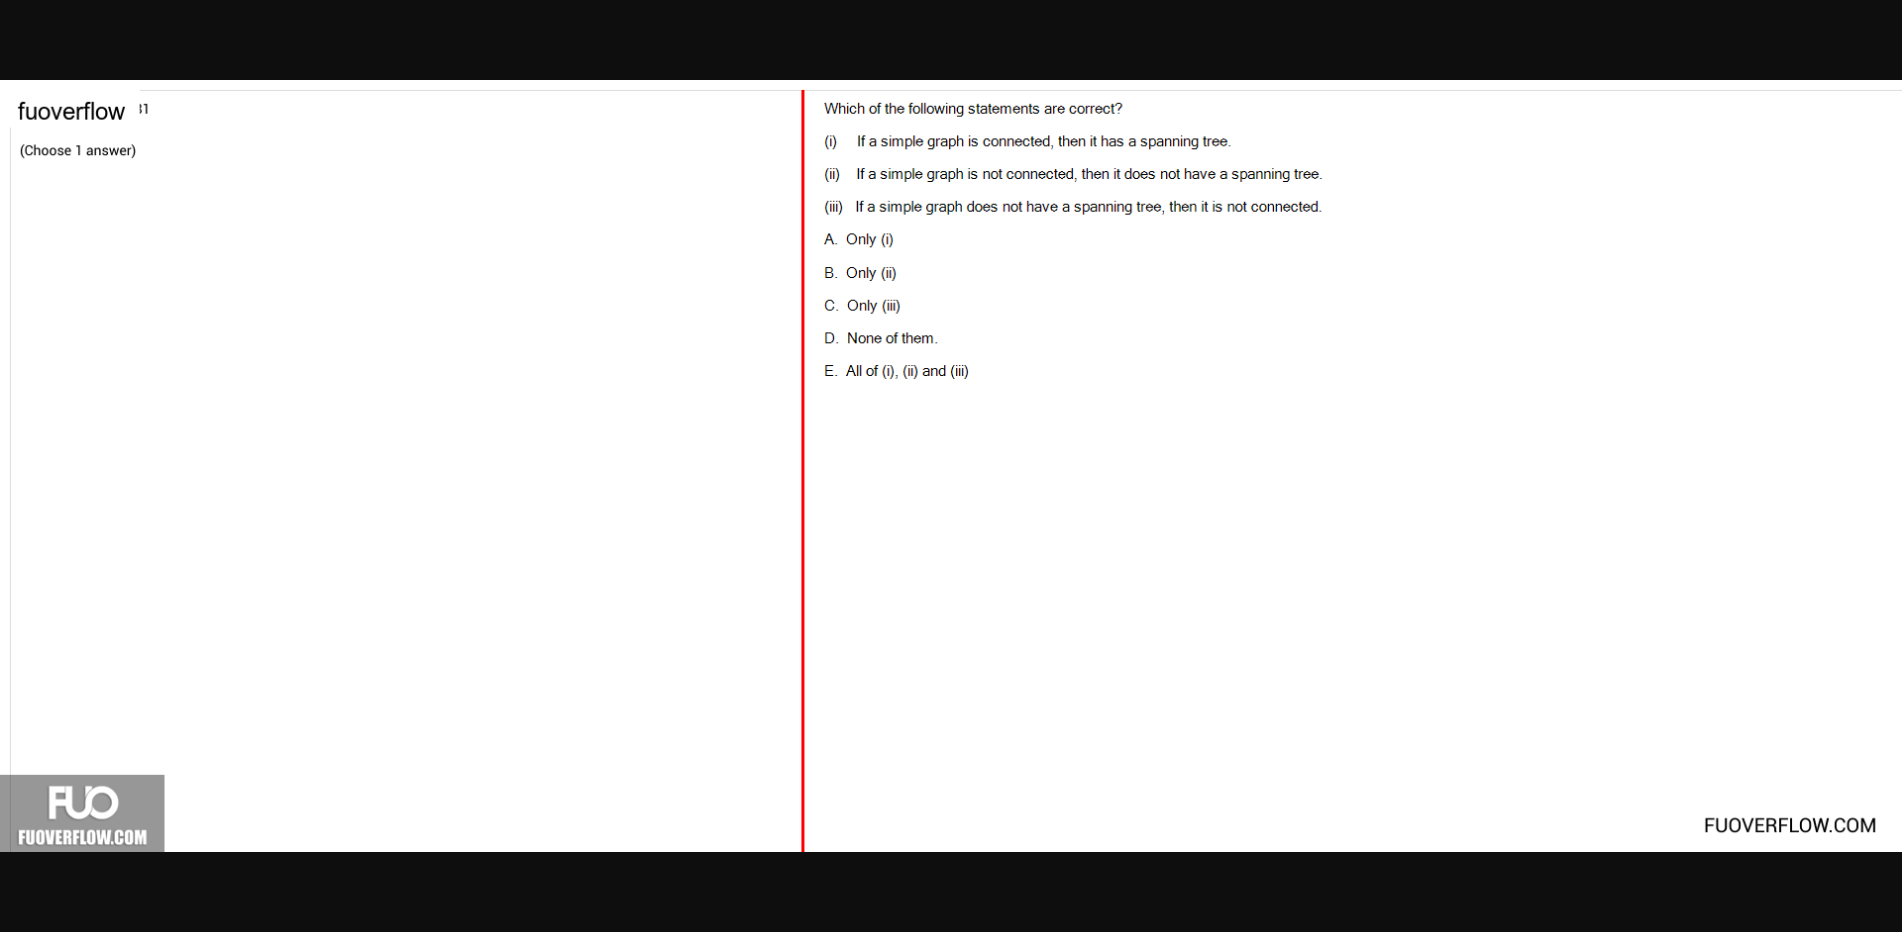 fuoverflow
(Choose 1 answer)
Which of the following statements are correct?
(i) If a simple graph is connected, then it has a spanning tree.
(ii) If a simple graph is not connected, then it does not have a spanning tree.
(iii) If a simple graph does not have a spanning tree, then it is not connected.
A. Only (i)
B. Only (ii)
C. Only (iii)
D. None of them.
E. All of (i), (ii) and (iii)
FUO
FUOVERFLOW.COM
FUOVERFLOW.COM